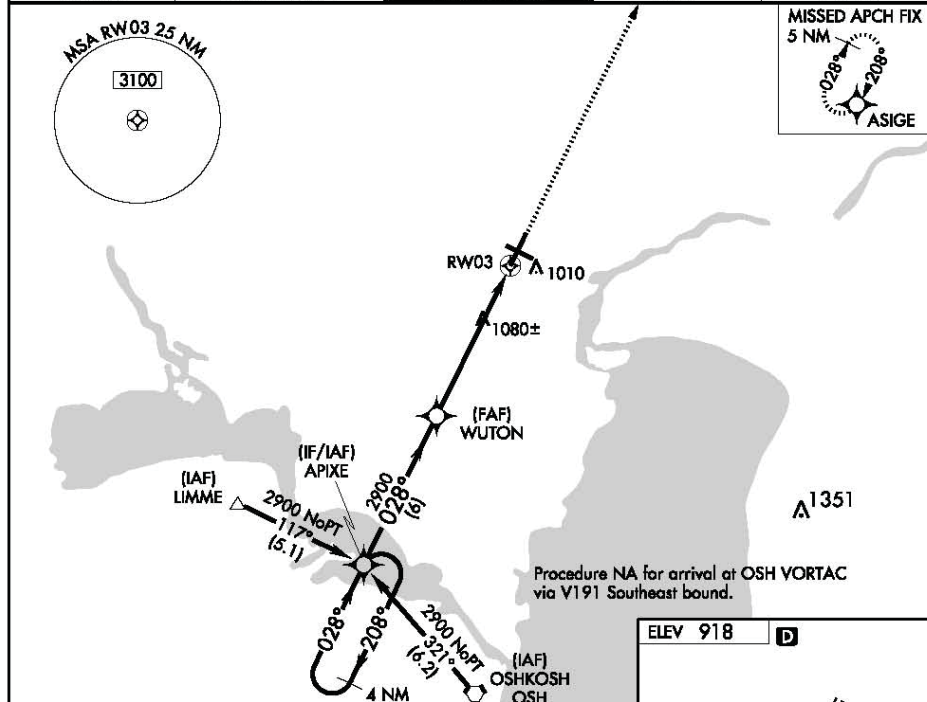 MSA RW03 25 NM
3100
MISSED APCH FIX
5 NM
028°
208°
ASIGE
RW03
1010
1080±
(FAF)
WUTON
(IF/IAF)
APIXE
(IAF)
LIMME
2900 NoPT
117°
(5.1)
2900
028°
(6)
1351
Procedure NA for arrival at OSH VORTAC
via V191 Southeast bound.
028°
208°
4 NM
2900 NoPT
321°
(6.2)
(IAF)
OSHKOSH
OSH
ELEV 918
D